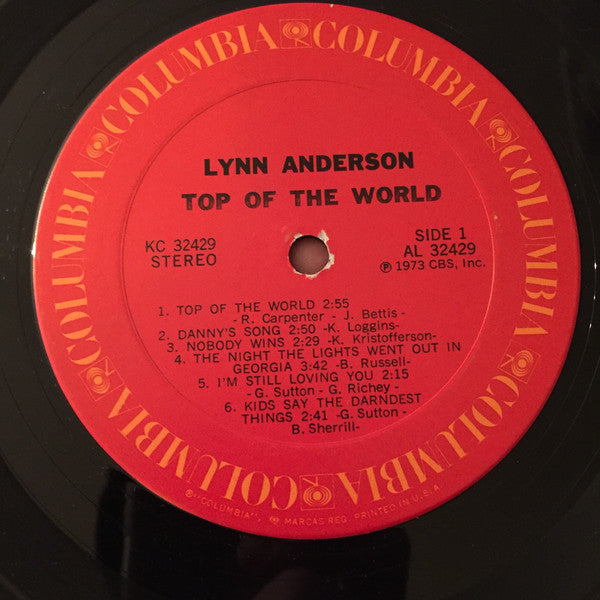 COLUMBIA COLUMBIA COLUMBIA COLUMBIA COLUMBIA COLUMBIA
LYNN ANDERSON
TOP OF THE WORLD
KC 32429
STEREO
SIDE 1
AL 32429
Ⓟ 1973 CBS, Inc.
1. TOP OF THE WORLD 2:55
-R. Carpenter - J. Bettis-
2. DANNY'S SONG 2:50 -K. Loggins-
3. NOBODY WINS 2:29 -K. Kristofferson-
4. THE NIGHT THE LIGHTS WENT OUT IN
GEORGIA 3:42 -B. Russell-
5. I'M STILL LOVING YOU 2:15
-G. Sutton - G. Richey -
6. KIDS SAY THE DARNDEST
THINGS 2:41 -G. Sutton -
B. Sherrill-
®"COLUMBIA", MARCAS REG. PRINTED IN U.S.A.